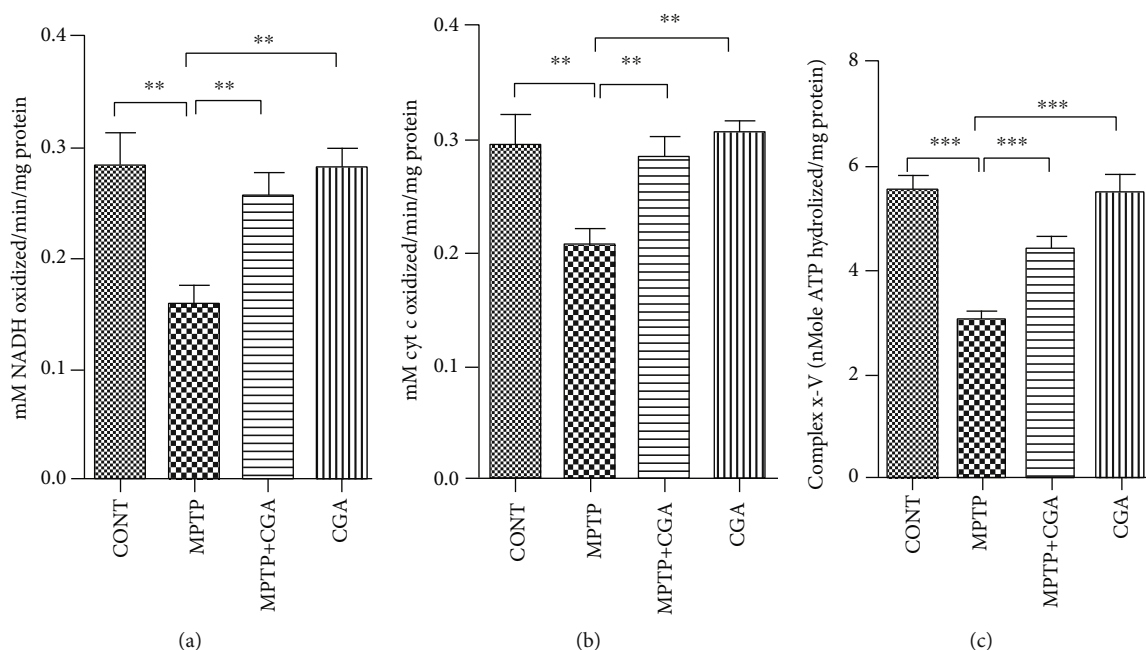 0.4
**
**
**
0.3
0.2
0.1
0.0
mM NADH oxidized/min/mg protein
CONT
MPTP
MPTP+CGA
CGA
(a)
0.4
**
**
**
0.3
0.2
0.1
0.0
mM cyt c oxidized/min/mg protein
CONT
MPTP
MPTP+CGA
CGA
(b)
8
***
***
***
6
4
2
0
Complex x-V (nMole ATP hydrolized/mg protein)
CONT
MPTP
MPTP+CGA
CGA
(c)